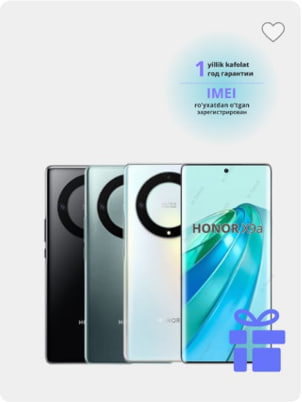 1 yillik kafolat
год гарантии
IMEI
ro'yxatdan o'tgan
зарегистрирован
HONOR X9a